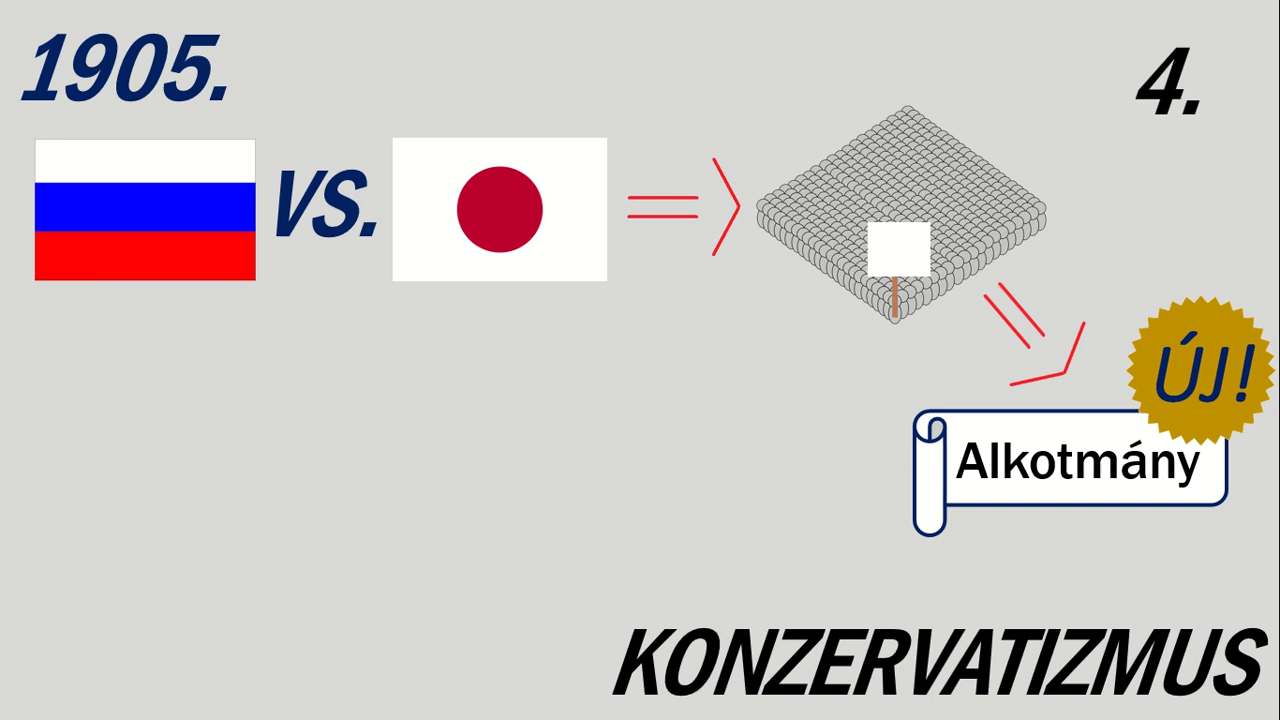 1905.
4.
VS.
ÚJ!
Alkotmány
KONZERVATIZMUS